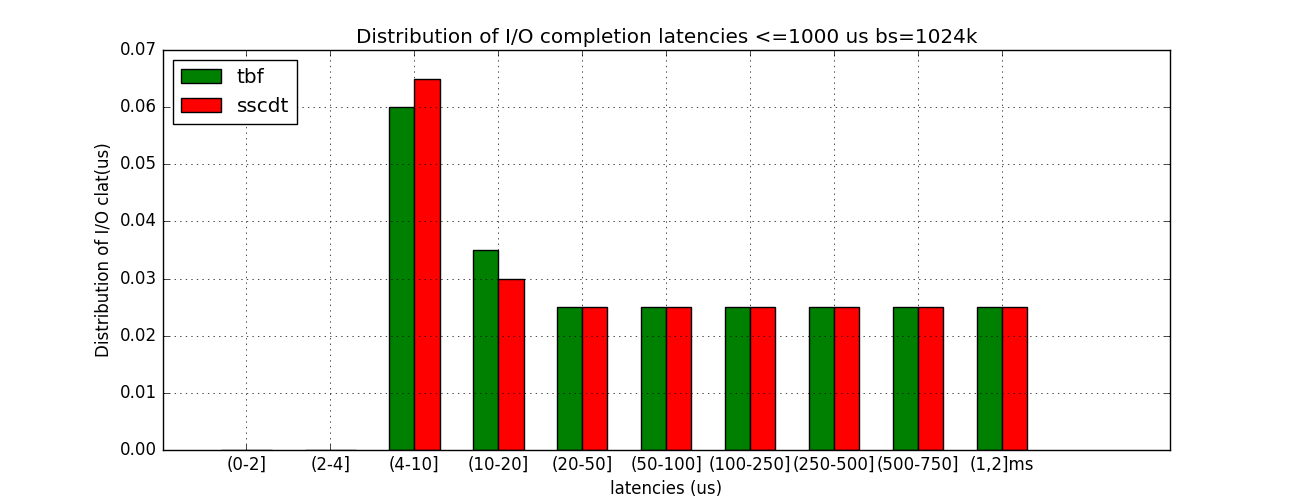 Distribution of I/O completion latencies <=1000 us bs=1024k
tbf
sscdt
Distribution of I/O clat(us)
0.07
0.06
0.05
0.04
0.03
0.02
0.01
0.00
(0-2] (2-4] (4-10] (10-20] (20-50] (50-100] (100-250] (250-500] (500-750] (1,2]ms
latencies (us)